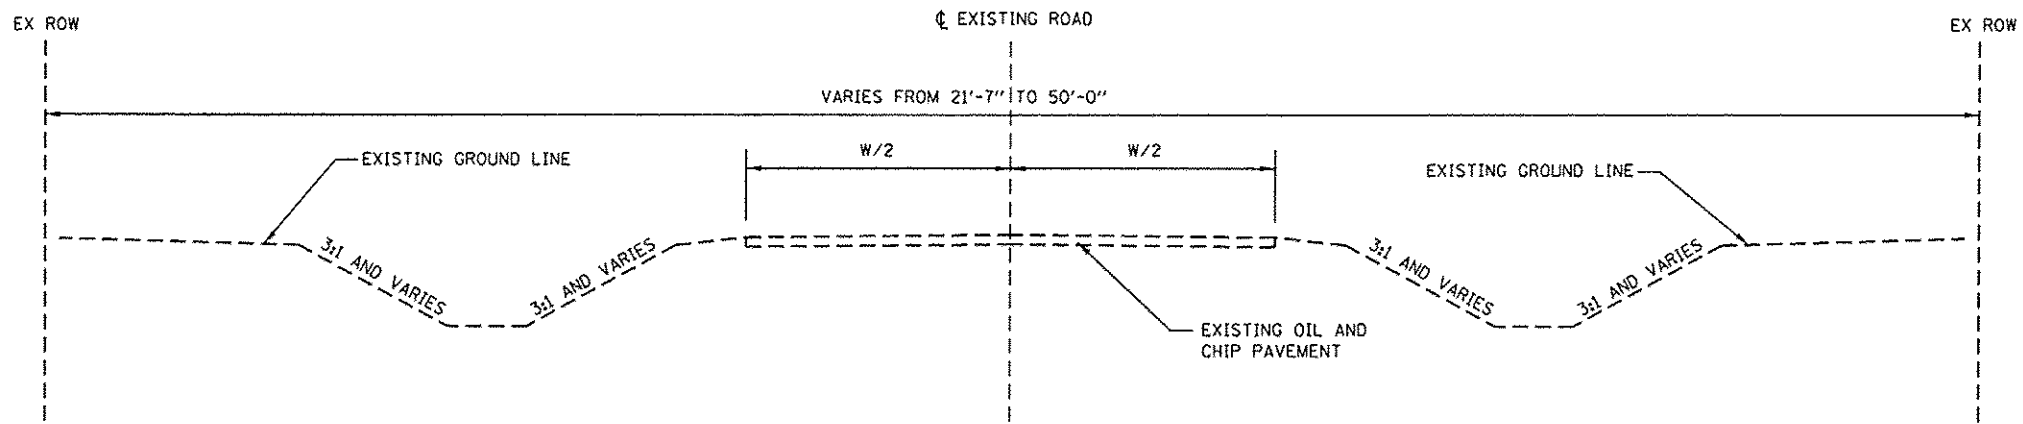 EX ROW
℄ EXISTING ROAD
EX ROW
VARIES FROM 21'-7" TO 50'-0"
W/2
W/2
EXISTING GROUND LINE
EXISTING GROUND LINE
3:1 AND VARIES
3:1 AND VARIES
3:1 AND VARIES
3:1 AND VARIES
EXISTING OIL AND
CHIP PAVEMENT